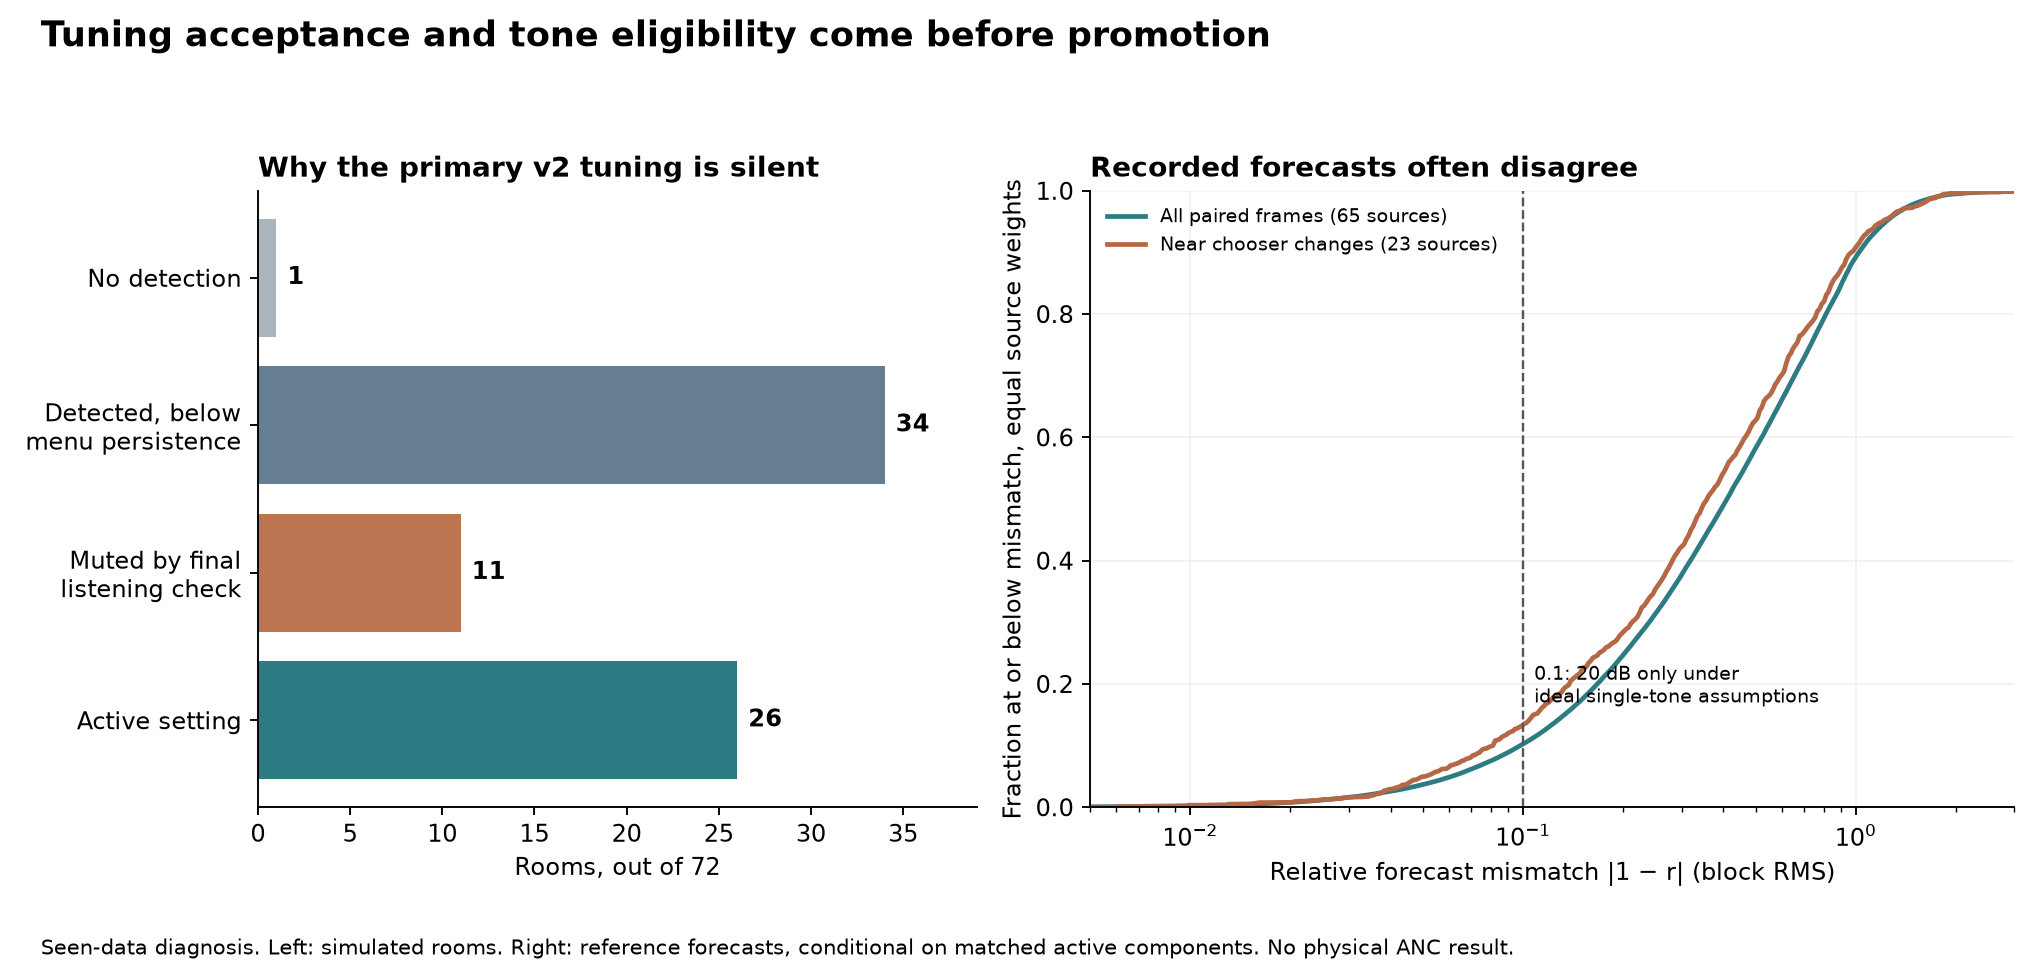 Tuning acceptance and tone eligibility come before promotion
Why the primary v2 tuning is silent
No detection
1
Detected, below
menu persistence
34
Muted by final
listening check
11
Active setting
26
0 5 10 15 20 25 30 35
Rooms, out of 72
Recorded forecasts often disagree
Fraction at or below mismatch, equal source weights
1.0
0.8
0.6
0.4
0.2
0.0
All paired frames (65 sources)
Near chooser changes (23 sources)
0.1: 20 dB only under
ideal single-tone assumptions
10⁻² 10⁻¹ 10⁰
Relative forecast mismatch |1 − r| (block RMS)
Seen-data diagnosis. Left: simulated rooms. Right: reference forecasts, conditional on matched active components. No physical ANC result.